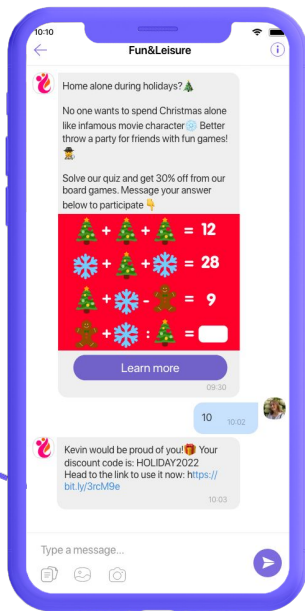 10:10
Fun&Leisure
Home alone during holidays?🎄
No one wants to spend Christmas alone
like infamous movie character❄️ Better
throw a party for friends with fun games!
Solve our quiz and get 30% off from our
board games. Message your answer
below to participate 👇
🎄 + 🎄 + 🎄 = 12
❄️ + 🎄 + ❄️ = 28
🎄 + ❄️ - = 9
+ ❄️ : 🎄 =
Learn more
09:30
10 10:02
Kevin would be proud of you!🎁 Your
discount code is: HOLIDAY2022
Head to the link to use it now: https://
bit.ly/3rcM9e
10:03
Type a message...